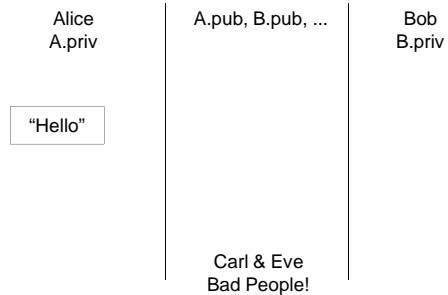 Alice
A.priv
A.pub, B.pub, ...
Bob
B.priv
“Hello”
Carl & Eve
Bad People!